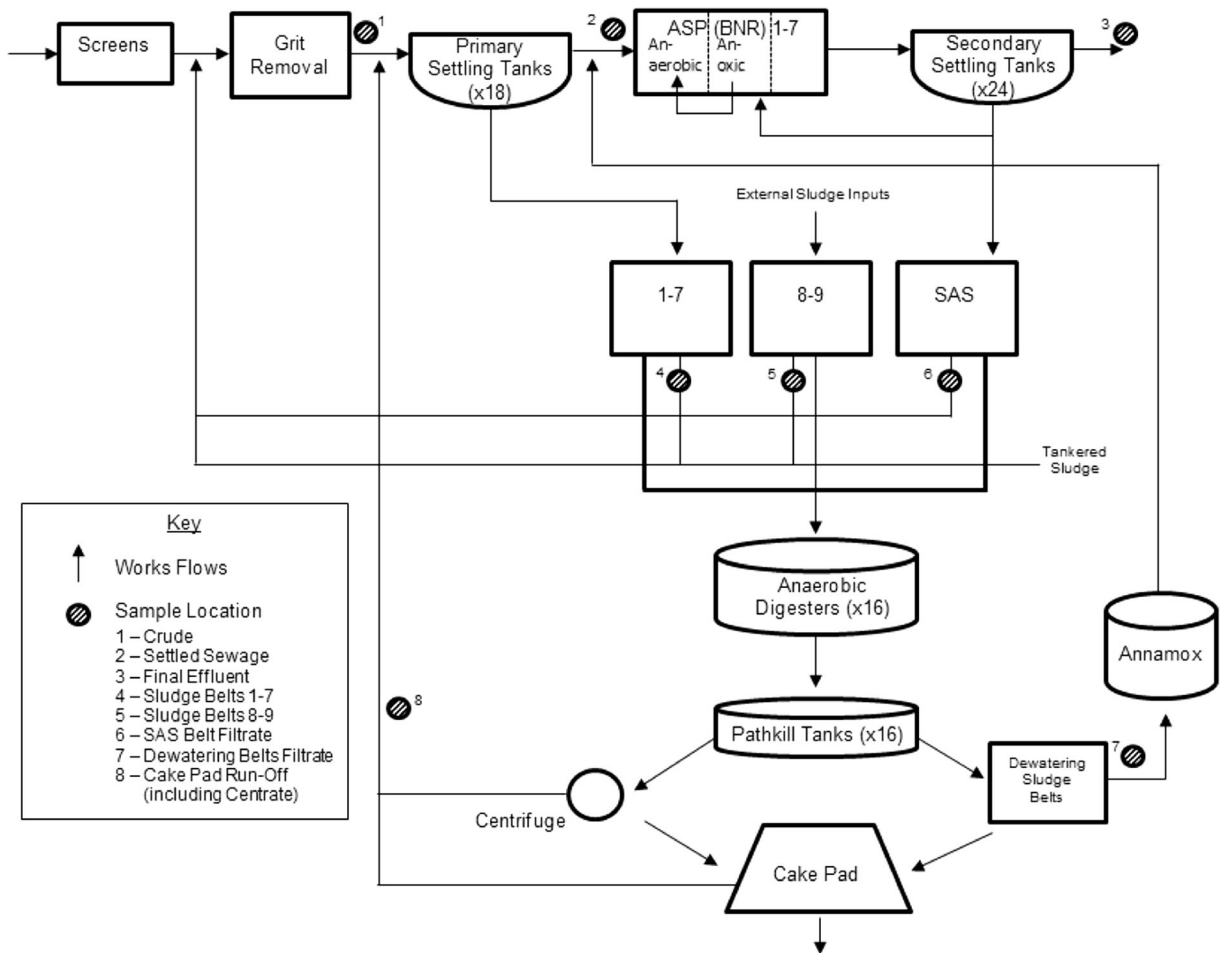 Screens
Grit
Removal
1
Primary
Settling Tanks
(x18)
2
ASP (BNR) 1-7
An-
aerobic
An-
oxic
Secondary
Settling Tanks
(x24)
3
External Sludge Inputs
1-7
8-9
SAS
4
5
6
Tankered
Sludge
Key
Works Flows
Sample Location
1 – Crude
2 – Settled Sewage
3 – Final Effluent
4 – Sludge Belts 1-7
5 – Sludge Belts 8-9
6 – SAS Belt Filtrate
7 – Dewatering Belts Filtrate
8 – Cake Pad Run-Off
(including Centrate)
Anaerobic
Digesters (x16)
Annamox
8
Pathkill Tanks (x16)
7
Dewatering
Sludge
Belts
Centrifuge
Cake Pad